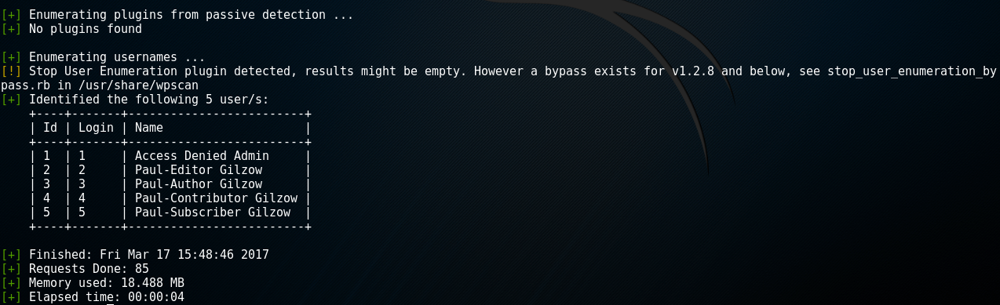 [+] Enumerating plugins from passive detection ...
[+] No plugins found
[+] Enumerating usernames ...
[!] Stop User Enumeration plugin detected, results might be empty. However a bypass exists for v1.2.8 and below, see stop_user_enumeration_by
pass.rb in /usr/share/wpscan
[+] Identified the following 5 user/s:
    +----+-------+-------------------------+
    | Id | Login | Name                    |
    +----+-------+-------------------------+
    | 1  | 1     | Access Denied Admin     |
    | 2  | 2     | Paul-Editor Gilzow      |
    | 3  | 3     | Paul-Author Gilzow      |
    | 4  | 4     | Paul-Contributor Gilzow |
    | 5  | 5     | Paul-Subscriber Gilzow  |
    +----+-------+-------------------------+
[+] Finished: Fri Mar 17 15:48:46 2017
[+] Requests Done: 85
[+] Memory used: 18.488 MB
[+] Elapsed time: 00:00:04